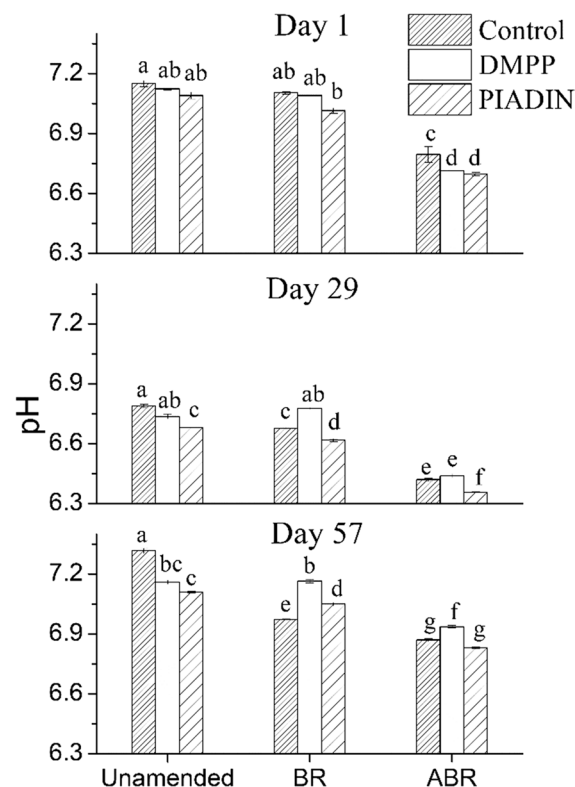 Day 1
Control
DMPP
PIADIN
7.2
6.9
6.6
6.3
a ab ab ab ab b c d d
Day 29
7.2
6.9
6.6
6.3
a ab c c ab d e e f
pH
Day 57
7.2
6.9
6.6
6.3
a bc c e b d g f g
Unamended BR ABR